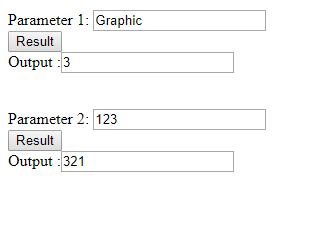 Parameter 1: Graphic
Result
Output :3
Parameter 2: 123
Result
Output :321